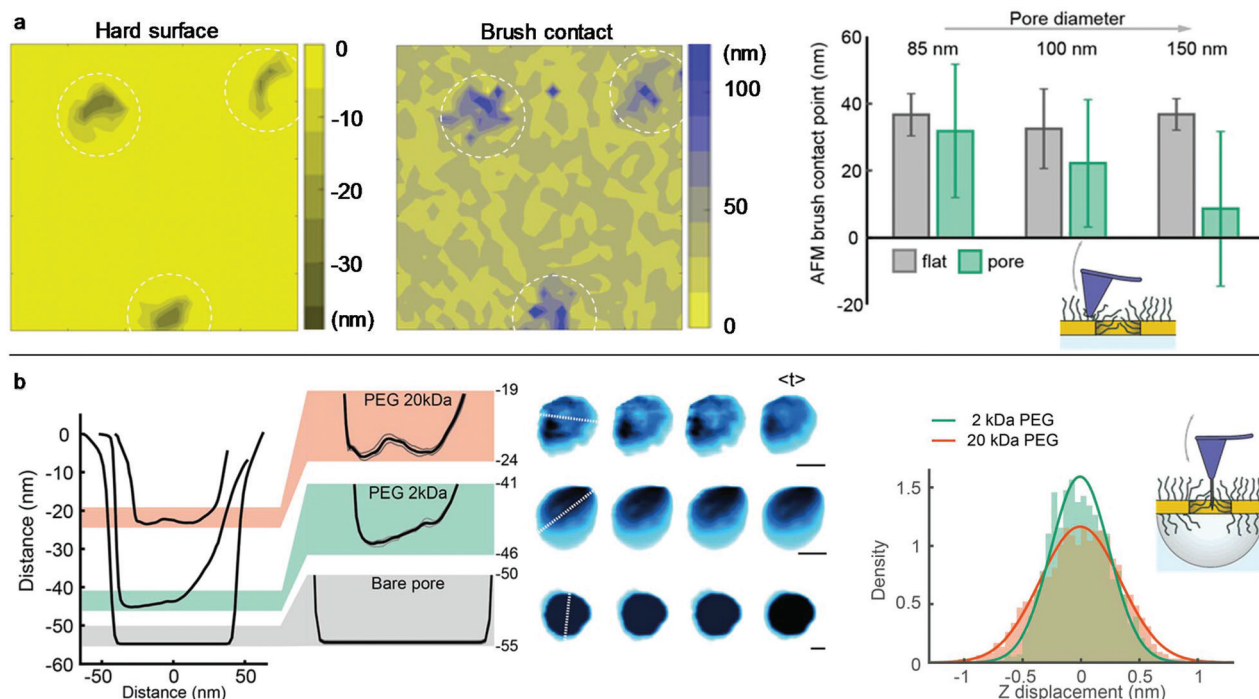 a
Hard surface
0
-10
-20
-30
(nm)
Brush contact
(nm)
100
50
0
Pore diameter
85 nm
100 nm
150 nm
AFM brush contact point (nm)
60
40
20
0
-20
flat
pore
b
Distance (nm)
0
-10
-20
-30
-40
-50
-60
-50
0
50
Distance (nm)
PEG 20kDa
-19
-24
PEG 2kDa
-41
-46
Bare pore
-50
-55
<t>
2 kDa PEG
20 kDa PEG
Density
1.5
1
0.5
0
-1
-0.5
0
0.5
1
Z displacement (nm)